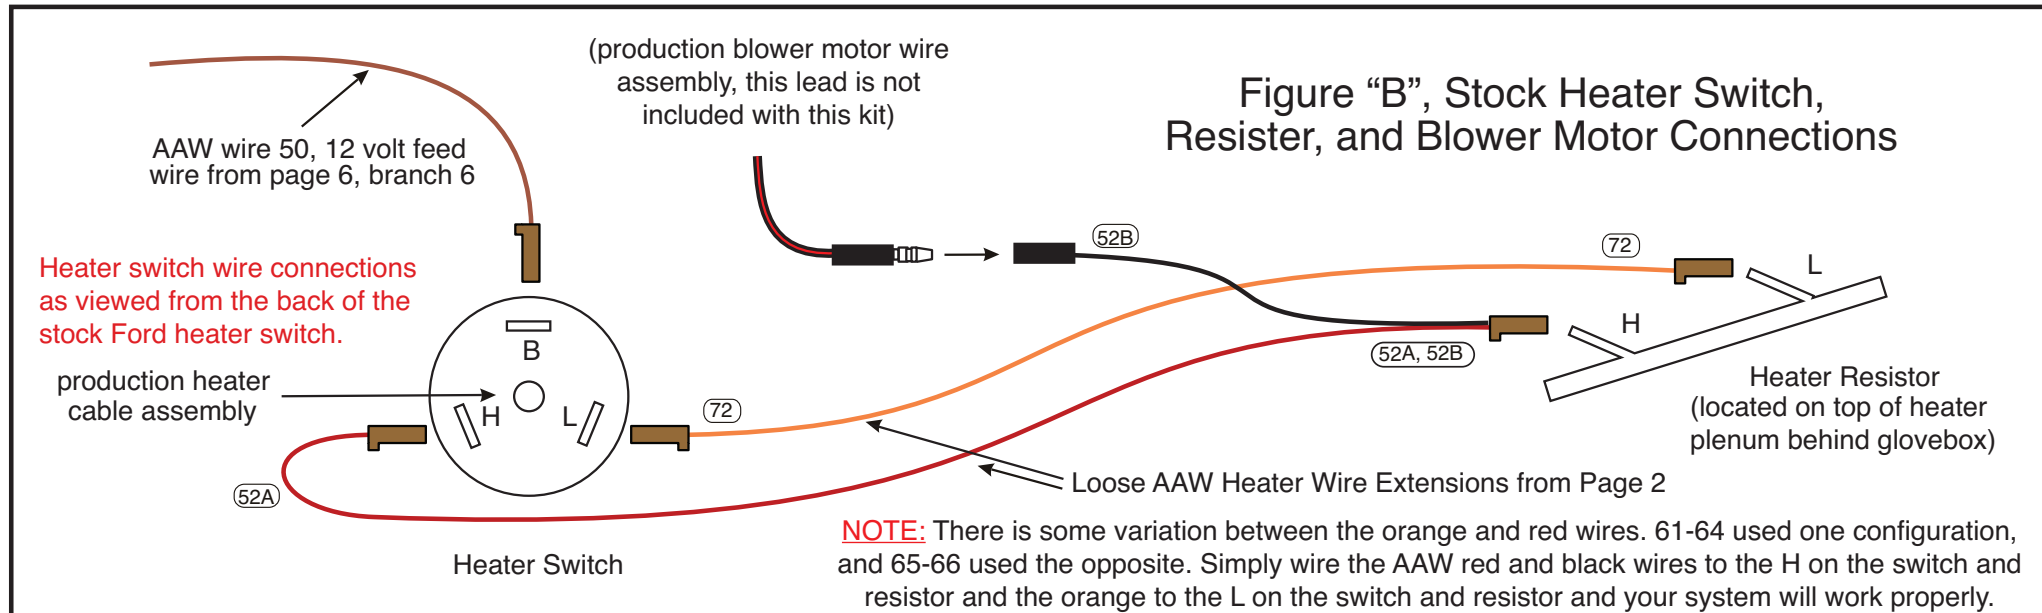 (production blower motor wire
assembly, this lead is not
included with this kit)
Figure “B”, Stock Heater Switch,
Resister, and Blower Motor Connections
AAW wire 50, 12 volt feed
wire from page 6, branch 6
52B
72
Heater switch wire connections
as viewed from the back of the
stock Ford heater switch.
L
H
B
52A, 52B
production heater
cable assembly
Heater Resistor
(located on top of heater
plenum behind glovebox)
H
L
72
52A
Loose AAW Heater Wire Extensions from Page 2
Heater Switch
NOTE: There is some variation between the orange and red wires. 61-64 used one configuration,
and 65-66 used the opposite. Simply wire the AAW red and black wires to the H on the switch and
resistor and the orange to the L on the switch and resistor and your system will work properly.